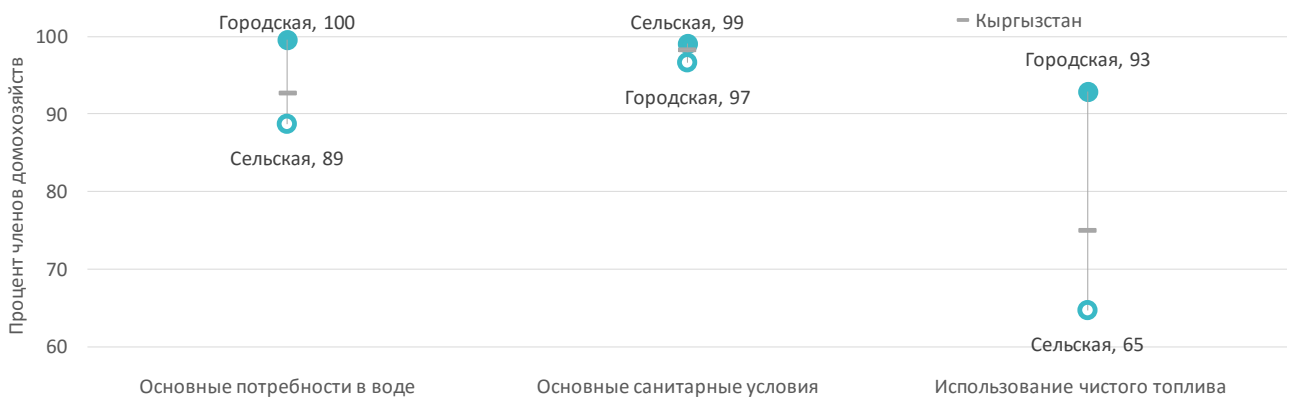 Городская, 100
Сельская, 99
Кыргызстан
100
Городская, 93
Городская, 97
90
Сельская, 89
80
70
Сельская, 65
60
Процент членов домохозяйств
Основные потребности в воде
Основные санитарные условия
Использование чистого топлива